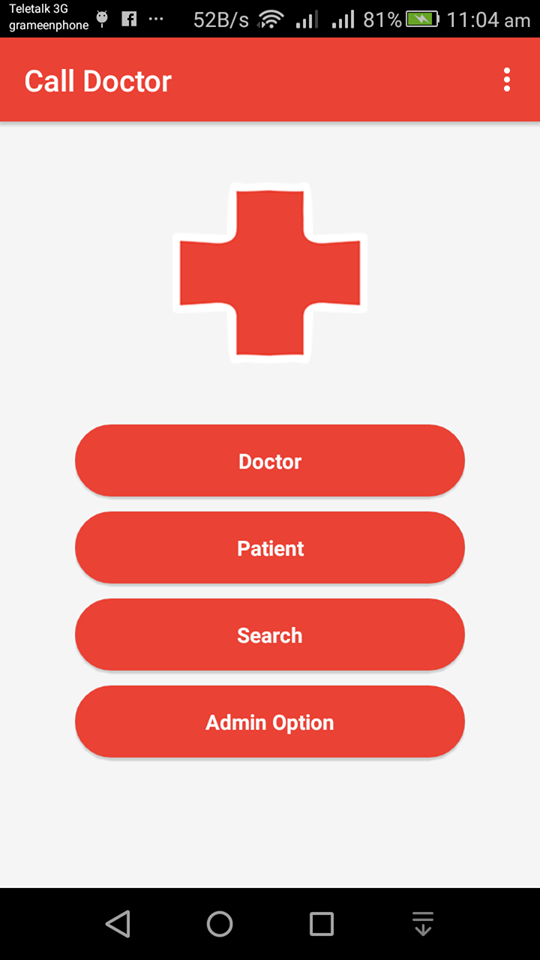 Teletalk 3G
grameenphone
52B/s 81% 11:04 am
Call Doctor
Doctor
Patient
Search
Admin Option